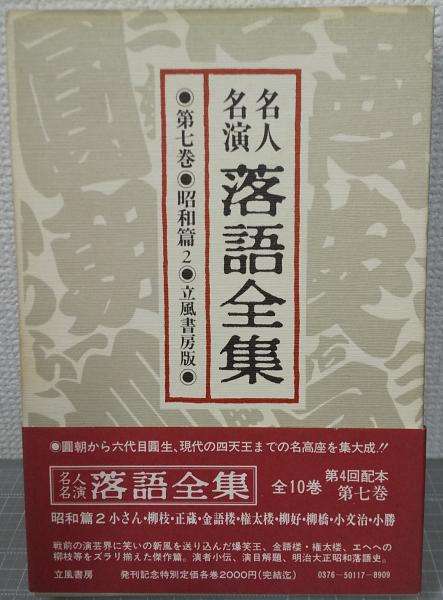 名人
名演
落語全集
●第七巻●昭和篇2●立風書房版●
●圓朝から六代目圓生、現代の四天王までの名高座を集大成!!
名人
名演
落語全集
全10巻
第4回配本
第七巻
昭和篇2 小さん・柳枝・正蔵・金語楼・権太楼・柳好・柳橋・小文治・小勝
戦前の演芸界に笑いの新風を送り込んだ爆笑王、金語楼・権太楼、エヘヘの
柳枝等をズラリ揃えた傑作篇。演者小伝、演目解題、明治大正昭和落語史。
立風書房
発刊記念特別定価各巻2000円(完結迄)
0376-50117-8909